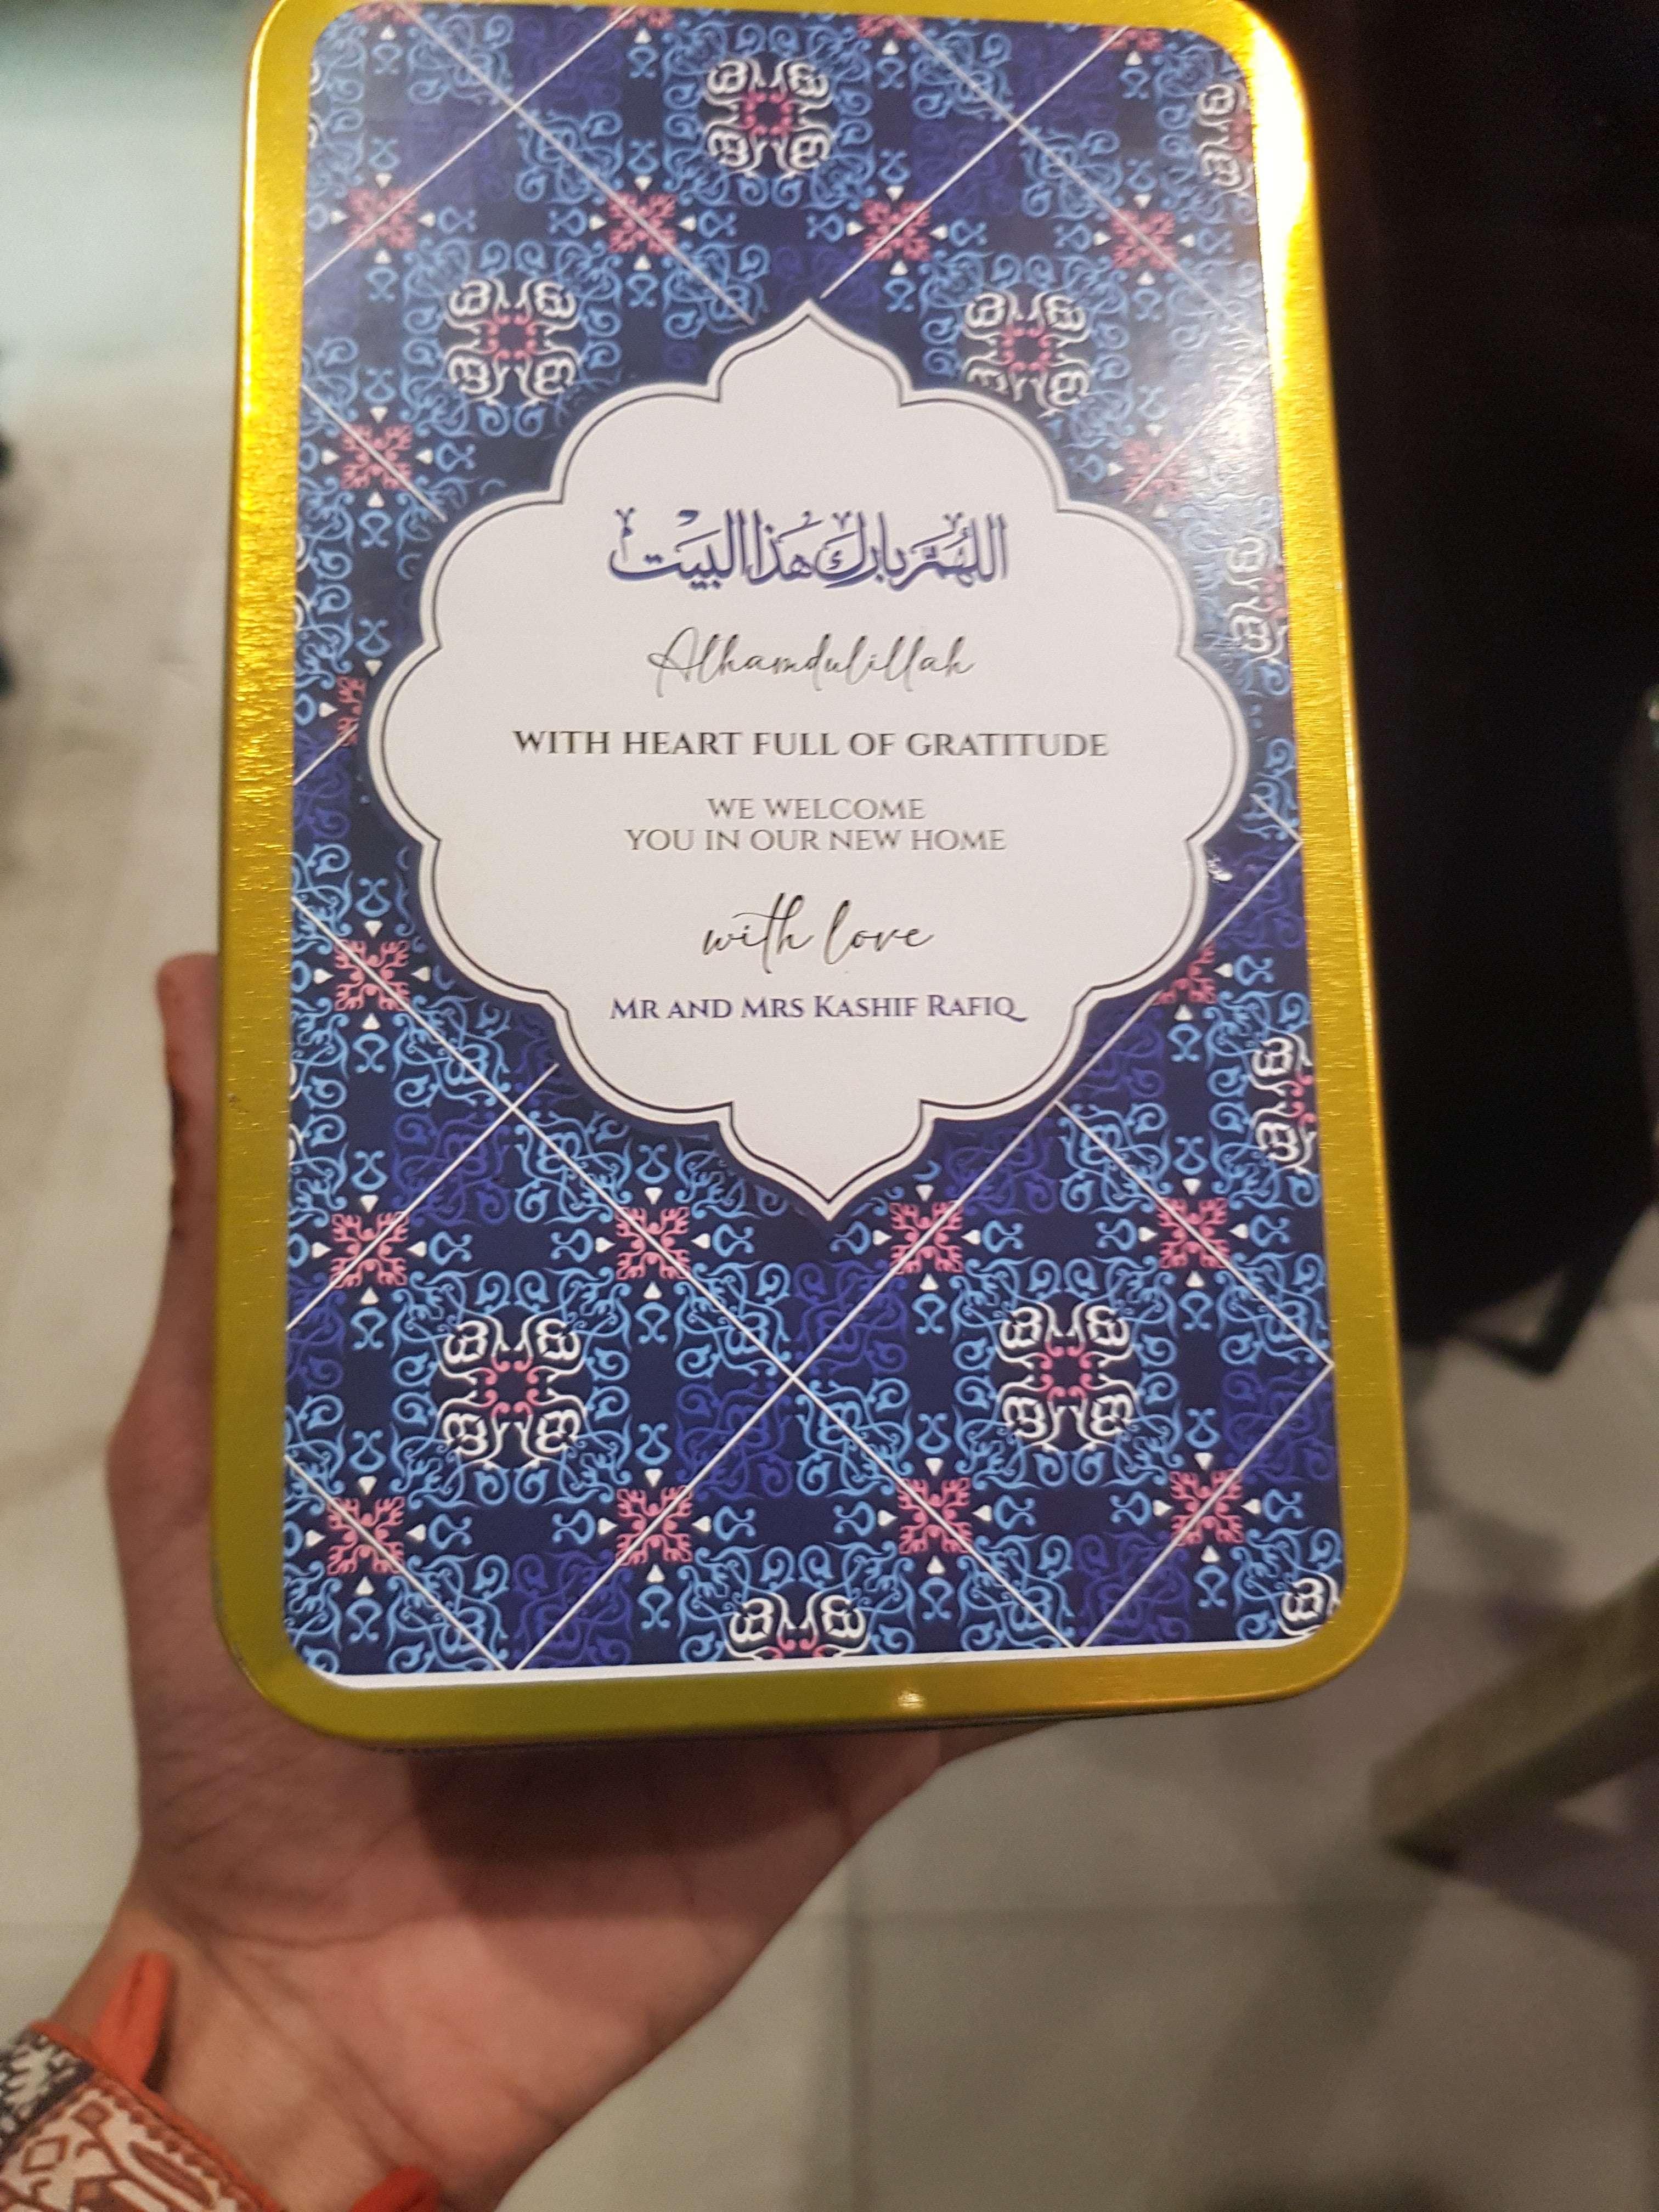 اللهم بارك هذا البيت
Alhamdulillah
WITH HEART FULL OF GRATITUDE
WE WELCOME
YOU IN OUR NEW HOME
with love
MR AND MRS KASHIF RAFIQ